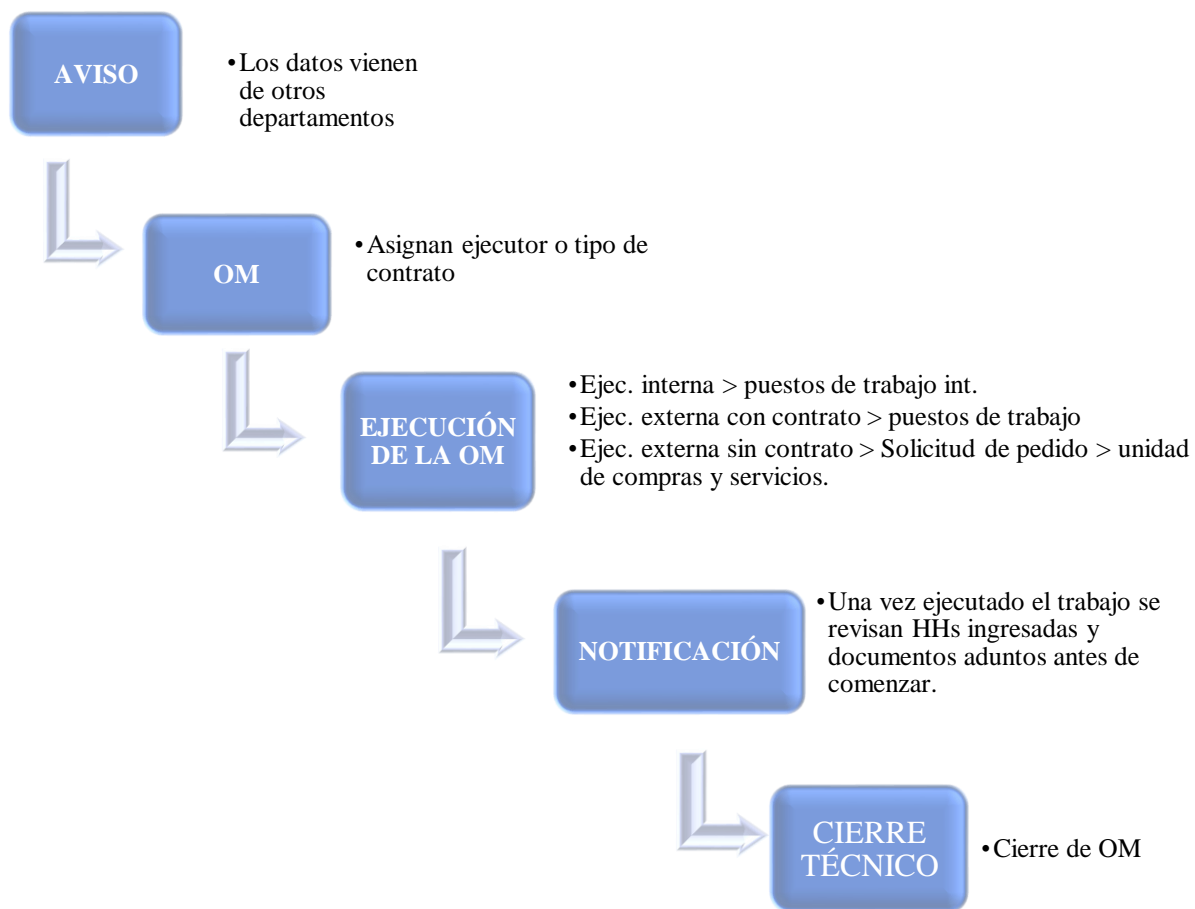 AVISO
•Los datos vienen
de otros
departamentos
OM
•Asignan ejecutor o tipo de
contrato
EJECUCIÓN
DE LA OM
•Ejec. interna > puestos de trabajo int.
•Ejec. externa con contrato > puestos de trabajo
•Ejec. externa sin contrato > Solicitud de pedido > unidad
de compras y servicios.
NOTIFICACIÓN
•Una vez ejecutado el trabajo se
revisan HHs ingresadas y
documentos aduntos antes de
comenzar.
CIERRE
TÉCNICO
•Cierre de OM